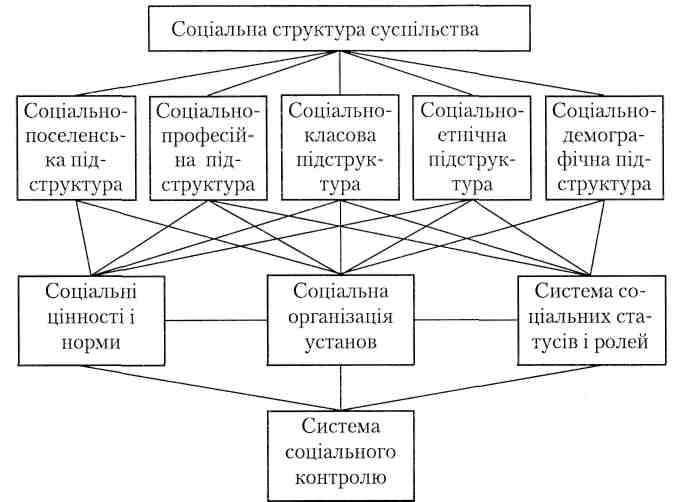 Соціальна структура суспільства
Соціально-
поселенсь-
ка під-
структура
Соціально-
професій-
на під-
структура
Соціально-
класова
підструк-
тура
Соціально-
етнічна
підструк-
тура
Соціально-
демогра-
фічна під-
структура
Соціальні
цінності і
норми
Соціальна
організація
установ
Система со-
ціальних ста-
тусів і ролей
Система
соціального
контролю